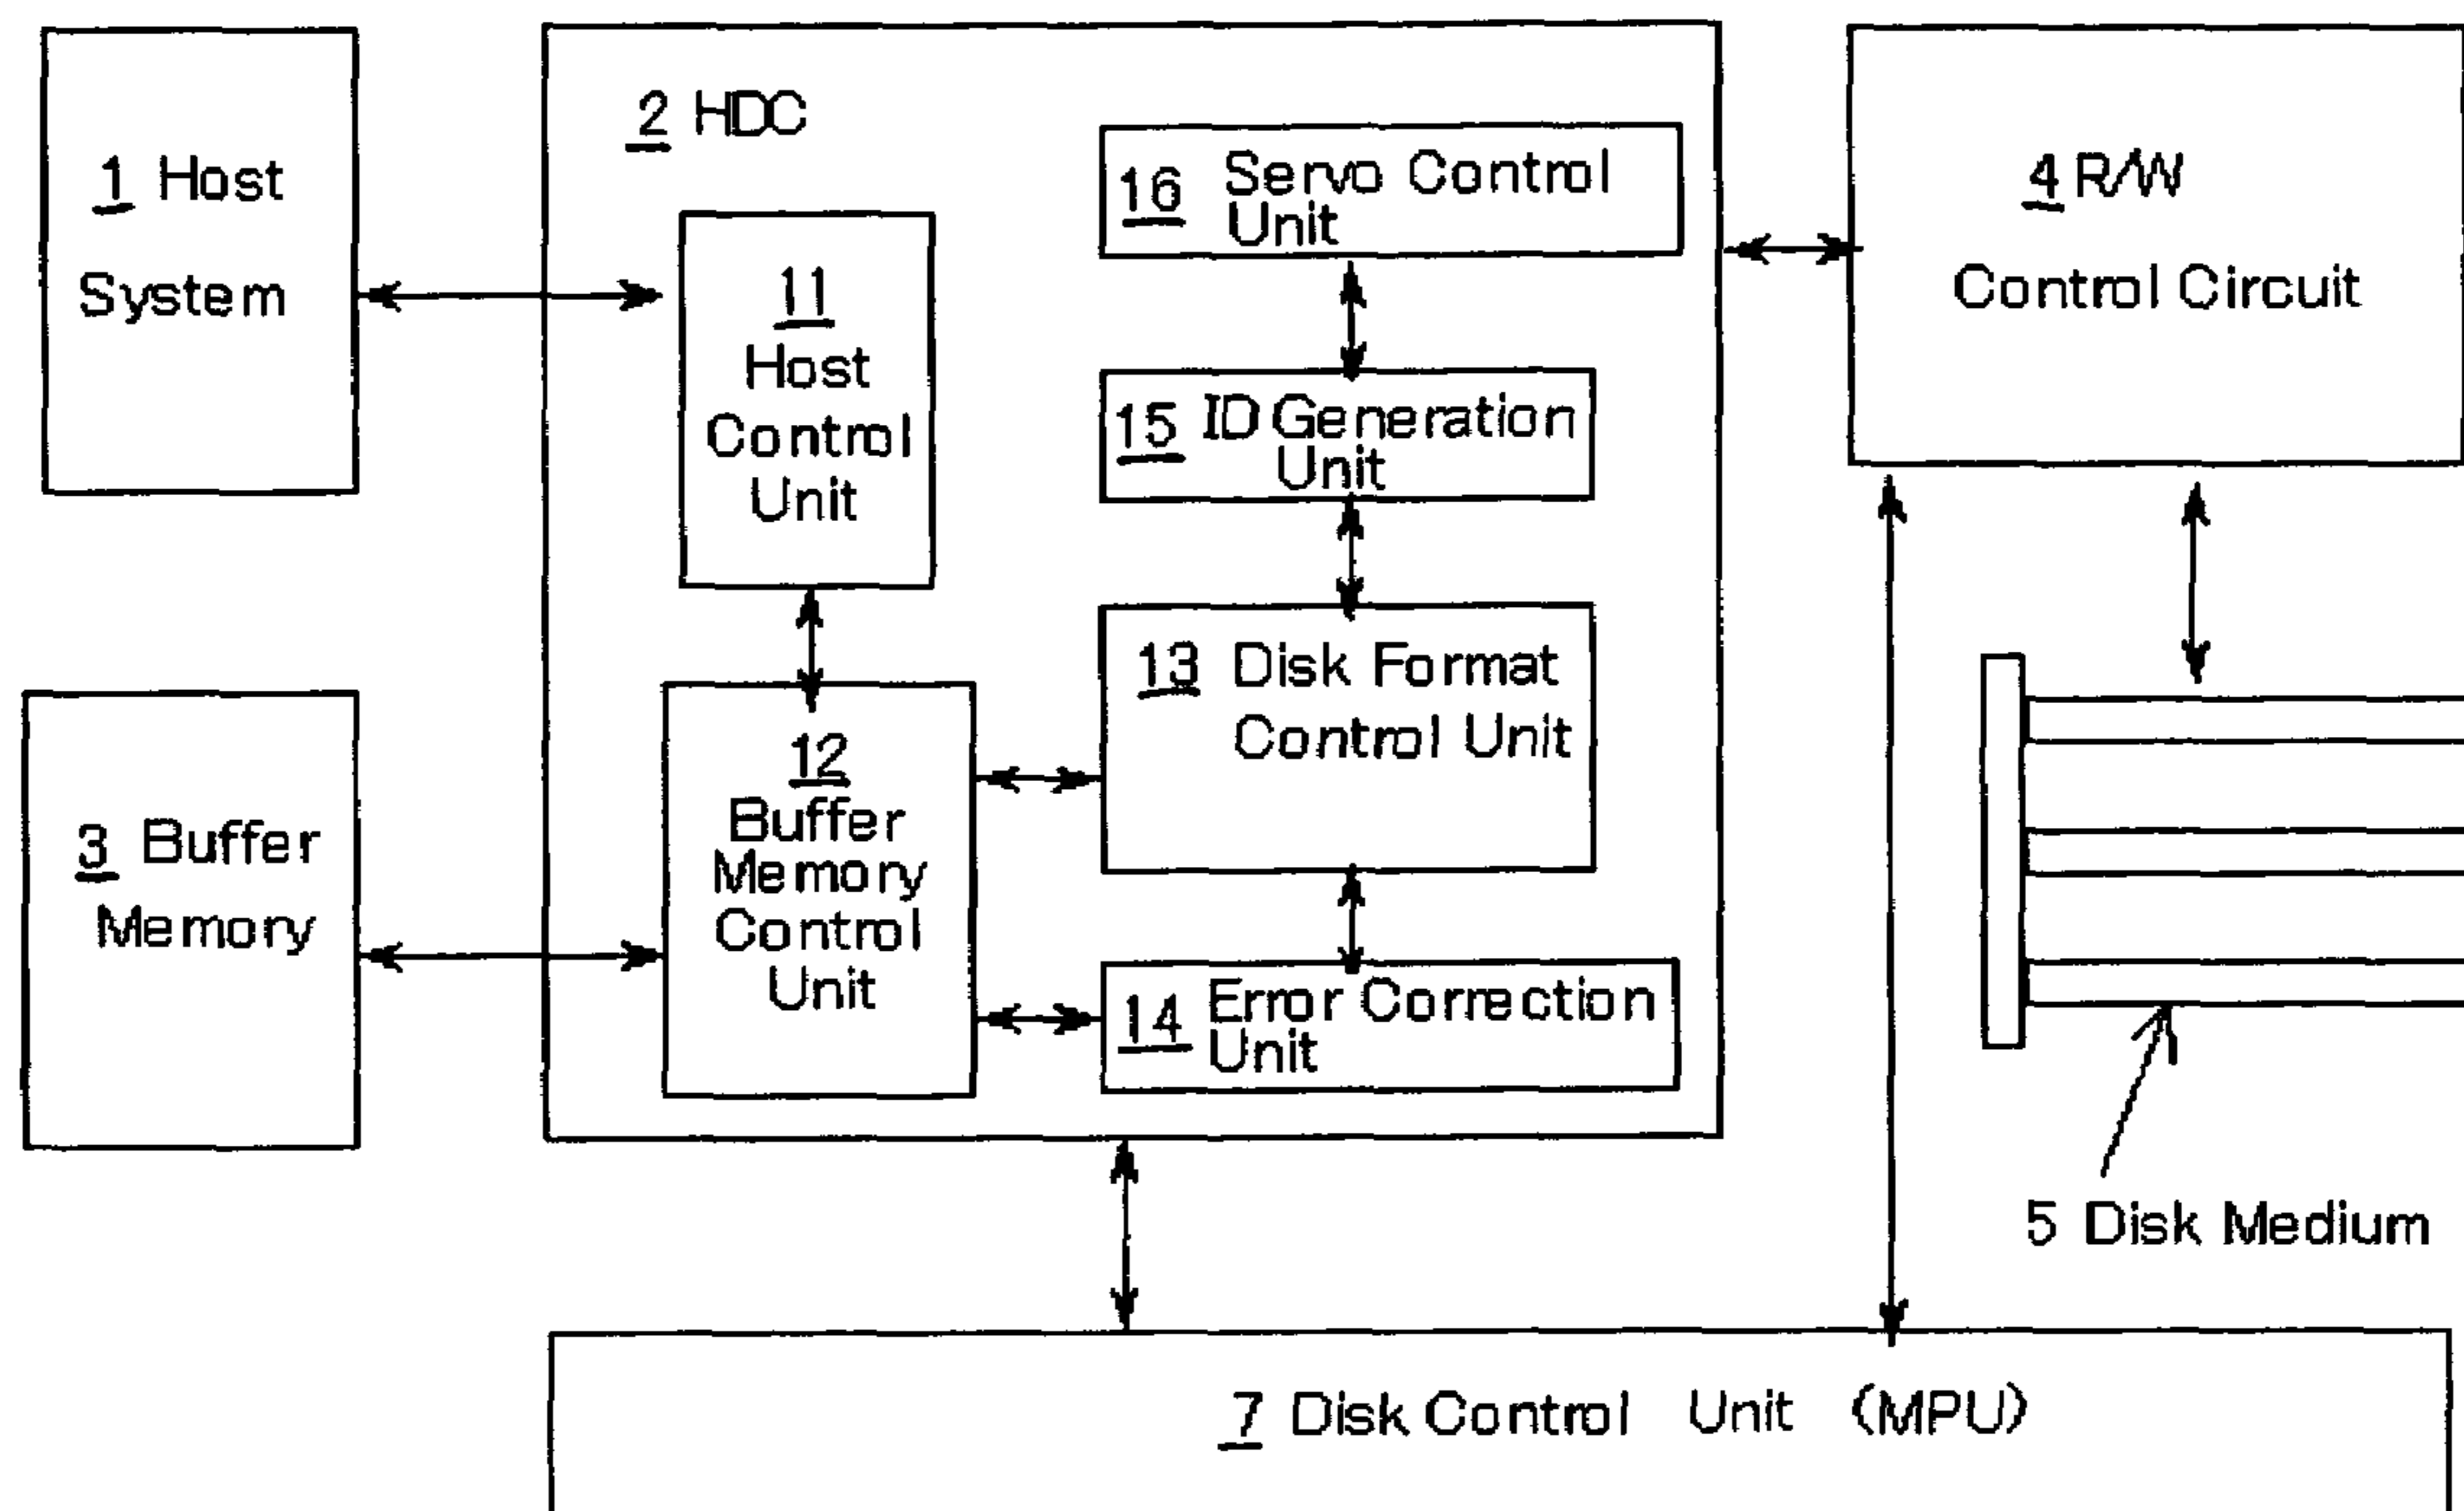 1 Host
System
2 HDC
16 Servo Control
Unit
4 R/W
Control Circuit
11
Host
Control
Unit
15 ID Generation
Unit
13 Disk Format
Control Unit
3 Buffer
Memory
12
Buffer
Memory
Control
Unit
14 Error Correction
Unit
5 Disk Medium
7 Disk Control Unit (MPU)